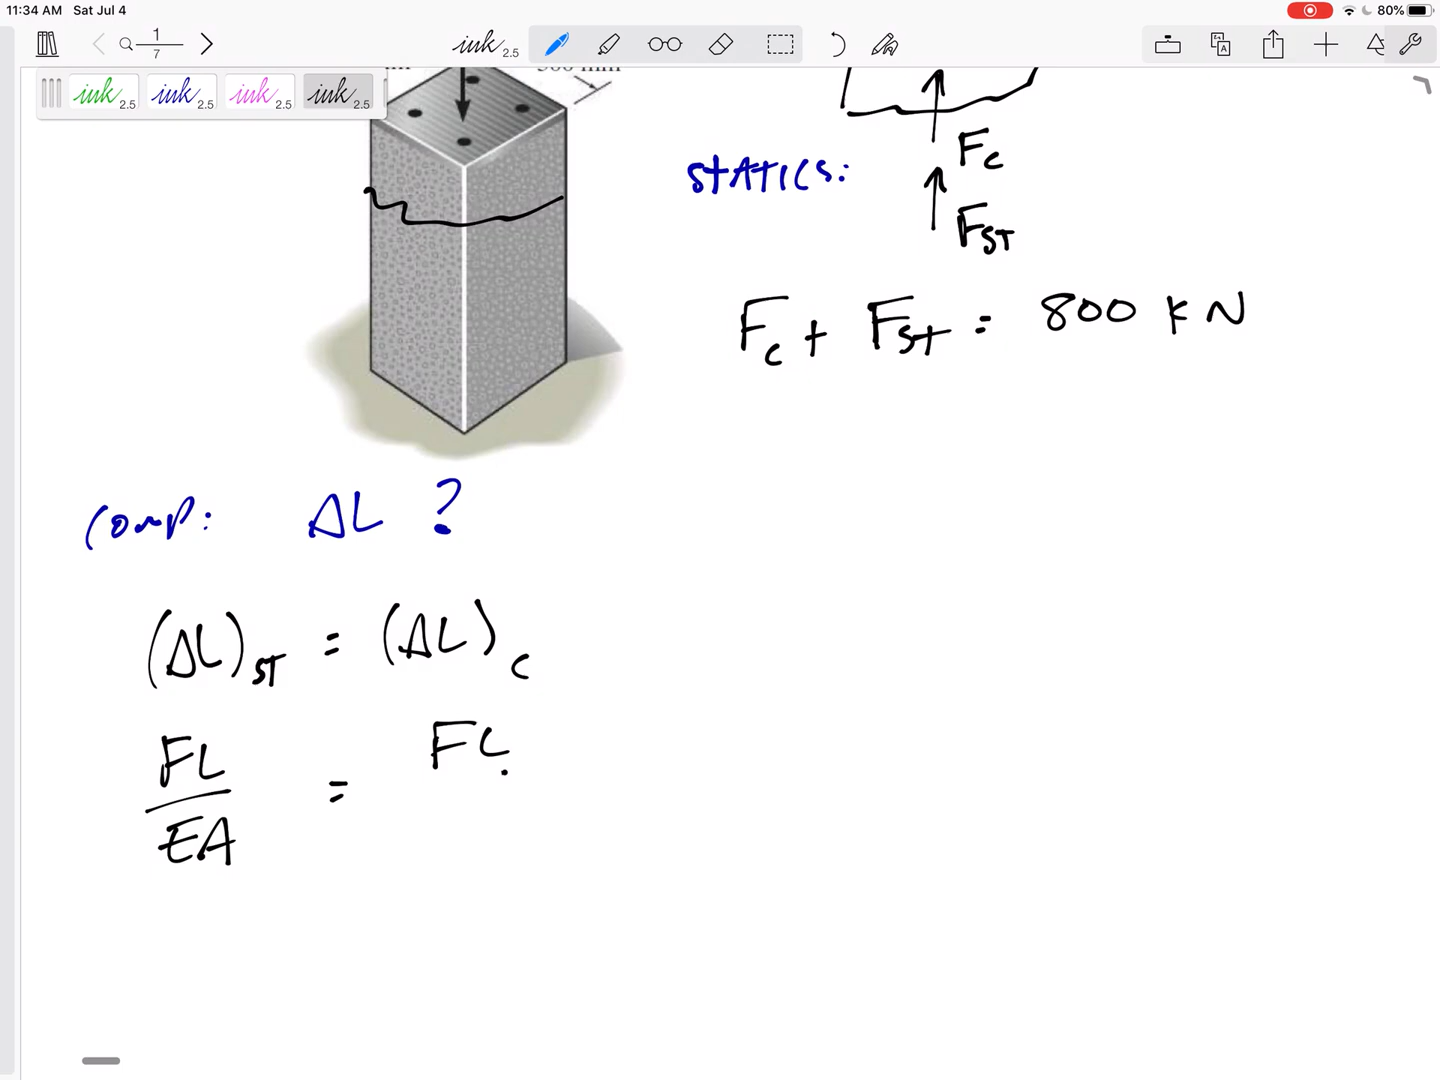 11:34 AM Sat Jul 4
80%
1
7
ink 2.5
ink 2.5 ink 2.5 ink 2.5 ink 2.5
FC
STATICS:
FST
FC + FST = 800 KN
comp: ΔL ?
(ΔL)ST = (ΔL)C
FL = FL
EA